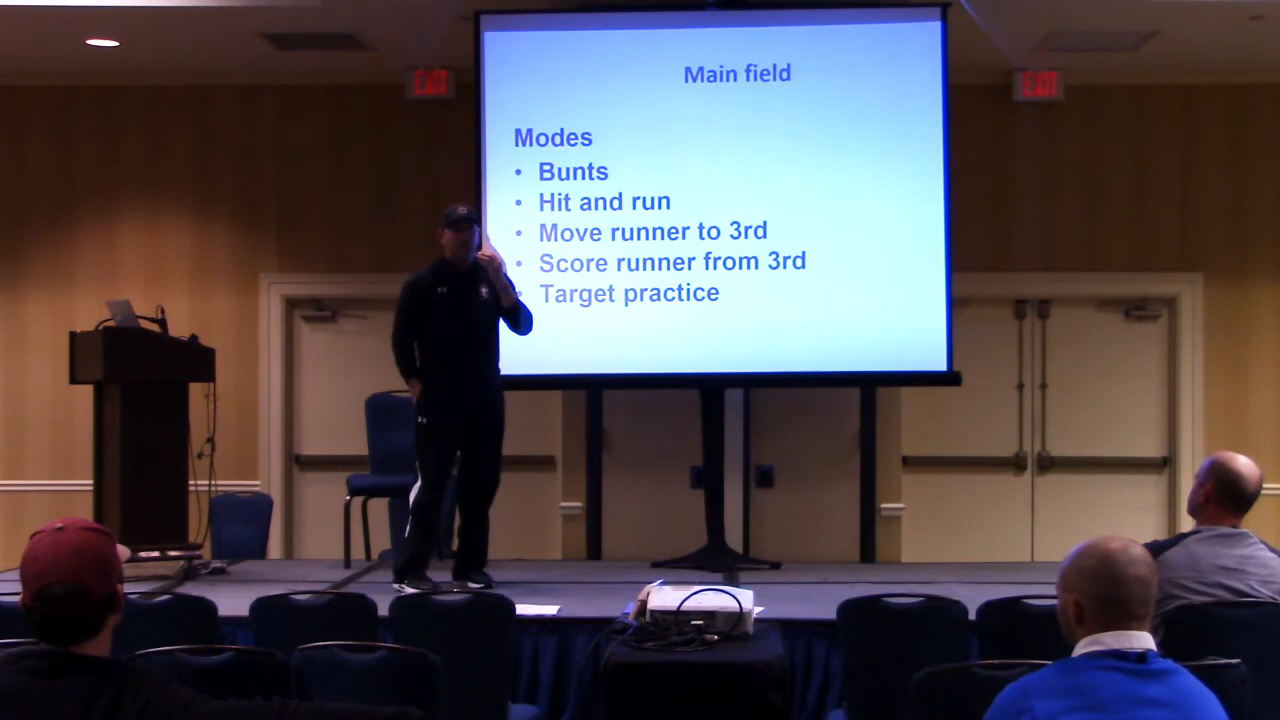 EXIT
EXIT
Main field
Modes
• Bunts
• Hit and run
• Move runner to 3rd
• Score runner from 3rd
• Target practice